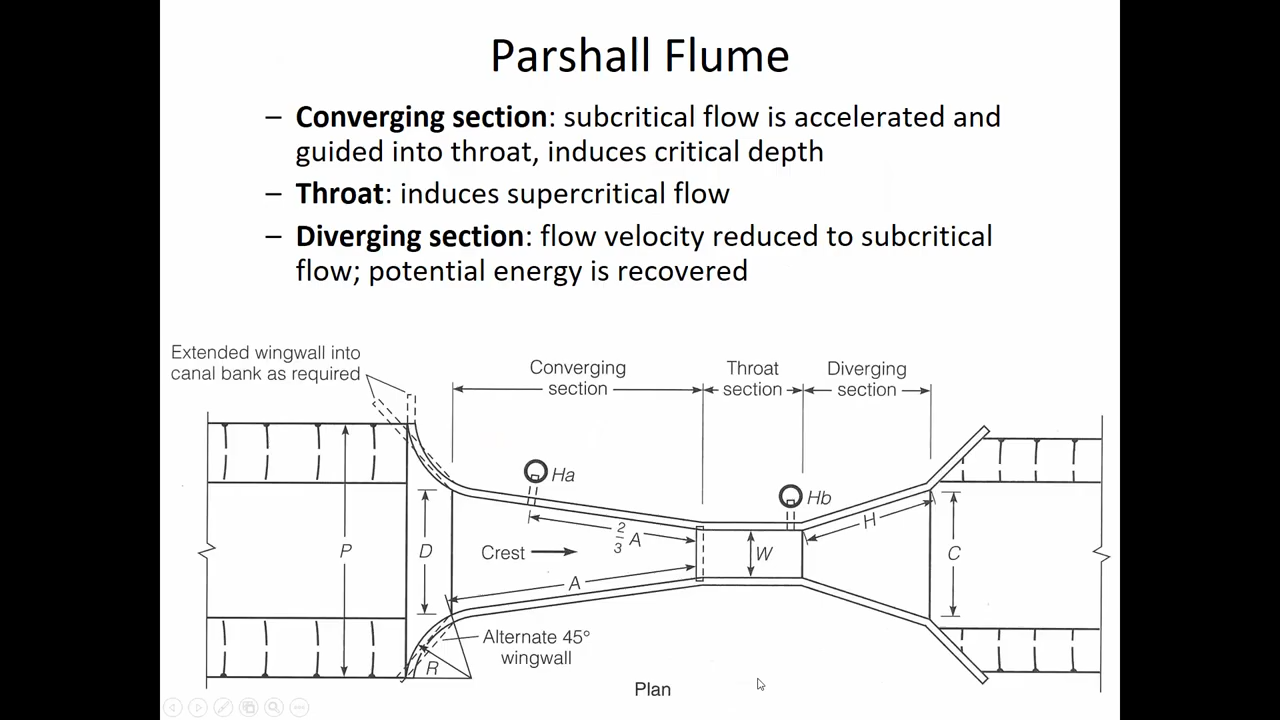 Parshall Flume
– Converging section: subcritical flow is accelerated and
guided into throat, induces critical depth
– Throat: induces supercritical flow
– Diverging section: flow velocity reduced to subcritical
flow; potential energy is recovered
Extended wingwall into
canal bank as required
Converging
section
Throat
section
Diverging
section
Ha
Hb
2/3 A
H
P
D
Crest
W
C
A
Alternate 45°
wingwall
R
Plan